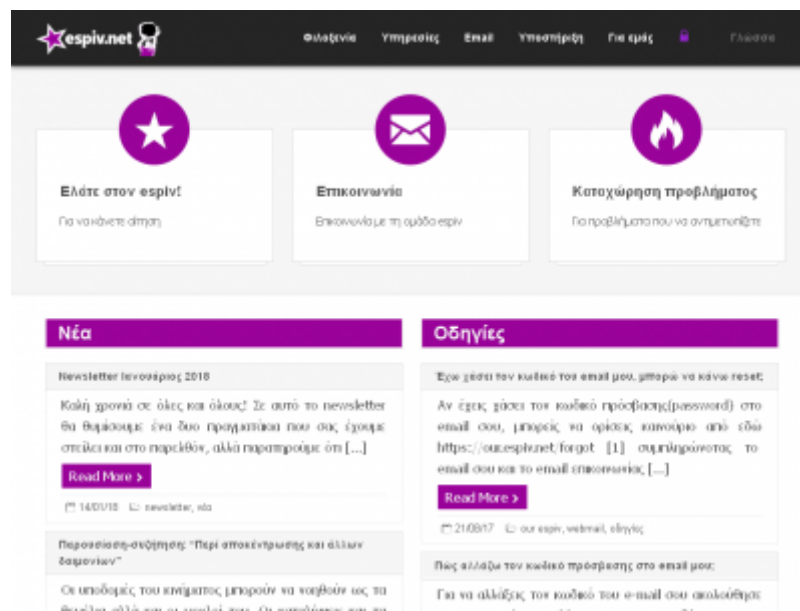 espiv.net
Φιλοξενία Υπηρεσίες Email Υποστήριξη Για εμάς Γλώσσα
Ελάτε στον espiv!
Για να κάνετε αίτηση
Επικοινωνία
Επικοινωνία με τη ομάδα espiv
Καταχώρηση προβλήματος
Για προβλήματα που να αντιμετωπίζετε
Νέα
Newsletter Ιανουάριος 2018
Καλή χρονιά σε όλες και όλους! Σε αυτό το newsletter
θα θυμίσουμε ένα δυο πραγματάκια που σας έχουμε
στείλει και στο παρελθόν, αλλά παρατηρούμε ότι [...]
Read More >
14/01/18 newsletter, νέα
Παρουσίαση-συζήτηση: "Περί αποκέντρωσης και άλλων
δαιμονίων"
Οι υποδομές του κινήματος μπορούν να νοηθούν ως τα
Οδηγίες
Έχω χάσει τον κωδικό του email μου, μπορώ να κάνω reset;
Αν έχεις χάσει τον κωδικό πρόσβασης(password) στο
email σου, μπορείς να ορίσεις καινούριο από εδώ
https://our.espiv.net/forgot [1] συμπληρώνοτας το
email σου και το email επικοινωνίας [...]
Read More >
21/08/17 our espiv, webmail, οδηγίες
Πως αλλάζω τον κωδικό πρόσβασης στο email μου;
Για να αλλάξεις τον κωδικό του e-mail σου ακολούθησε